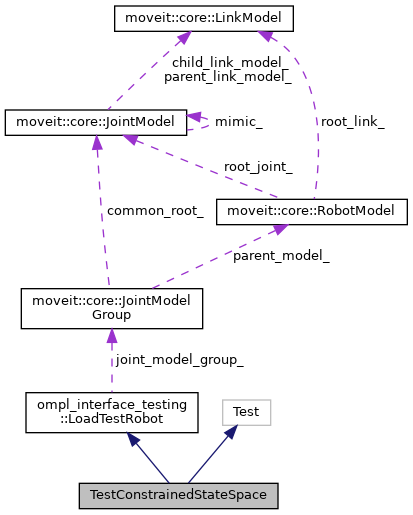 moveit::core::LinkModel
child_link_model_
parent_link_model_
moveit::core::JointModel
mimic_
root_link_
root_joint_
common_root_
moveit::core::RobotModel
parent_model_
moveit::core::JointModel
Group
joint_model_group_
ompl_interface_testing
::LoadTestRobot
Test
TestConstrainedStateSpace